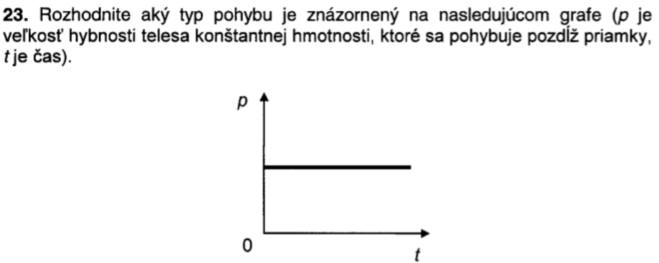 23. Rozhodnite aký typ pohybu je znázornený na nasledujúcom grafe (p je
veľkosť hybnosti telesa konštantnej hmotnosti, ktoré sa pohybuje pozdĺž priamky,
t je čas).
p
0
t